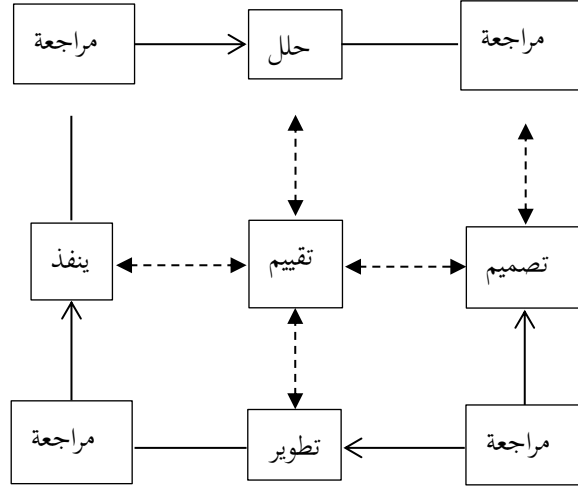 مراجعة
حلل
مراجعة
تصميم
تقييم
ينفذ
مراجعة
تطوير
مراجعة